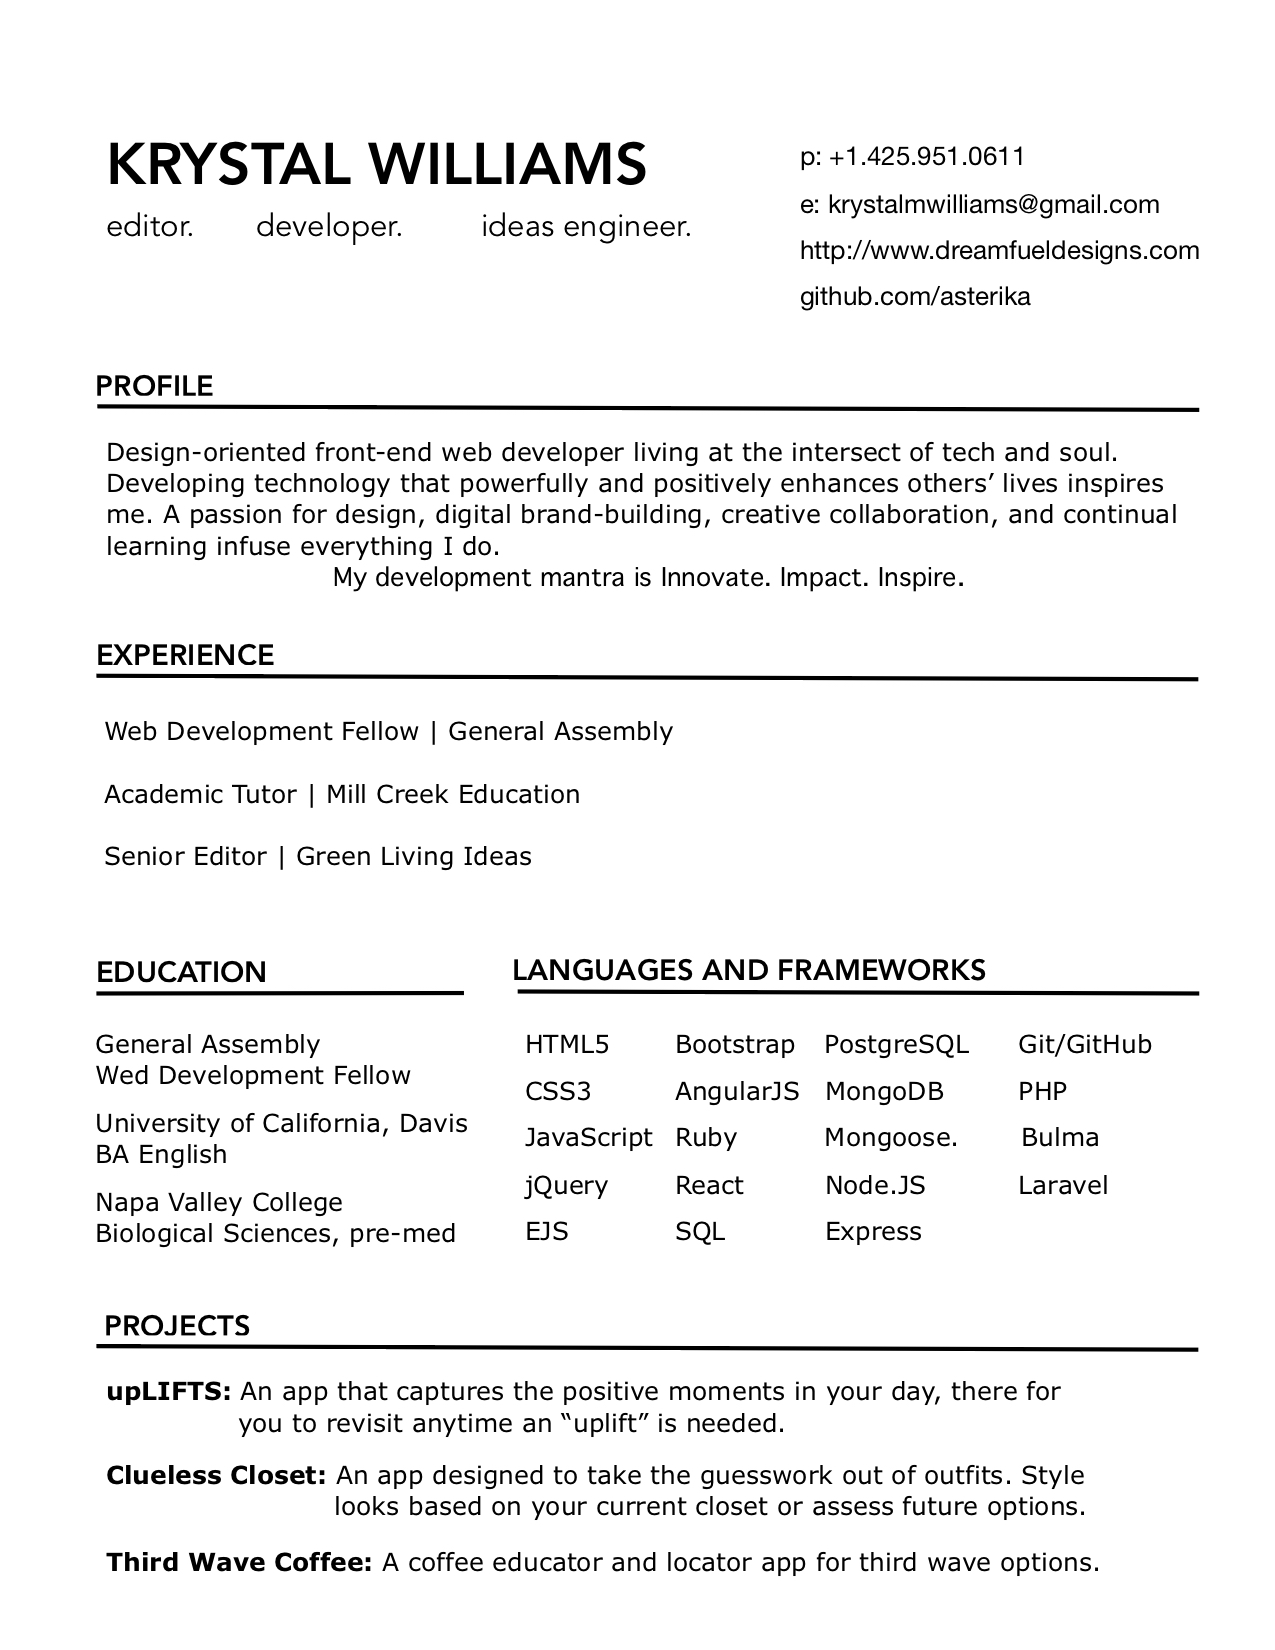 KRYSTAL WILLIAMS
editor. developer. ideas engineer.
p: +1.425.951.0611
e: krystalmwilliams@gmail.com
http://www.dreamfueldesigns.com
github.com/asterika
PROFILE
Design-oriented front-end web developer living at the intersect of tech and soul.
Developing technology that powerfully and positively enhances others’ lives inspires
me. A passion for design, digital brand-building, creative collaboration, and continual
learning infuse everything I do.
My development mantra is Innovate. Impact. Inspire.
EXPERIENCE
Web Development Fellow | General Assembly
Academic Tutor | Mill Creek Education
Senior Editor | Green Living Ideas
EDUCATION
General Assembly
Wed Development Fellow
University of California, Davis
BA English
Napa Valley College
Biological Sciences, pre-med
LANGUAGES AND FRAMEWORKS
HTML5 Bootstrap PostgreSQL Git/GitHub
CSS3 AngularJS MongoDB PHP
JavaScript Ruby Mongoose. Bulma
jQuery React Node.JS Laravel
EJS SQL Express
PROJECTS
upLIFTS: An app that captures the positive moments in your day, there for
you to revisit anytime an “uplift” is needed.
Clueless Closet: An app designed to take the guesswork out of outfits. Style
looks based on your current closet or assess future options.
Third Wave Coffee: A coffee educator and locator app for third wave options.